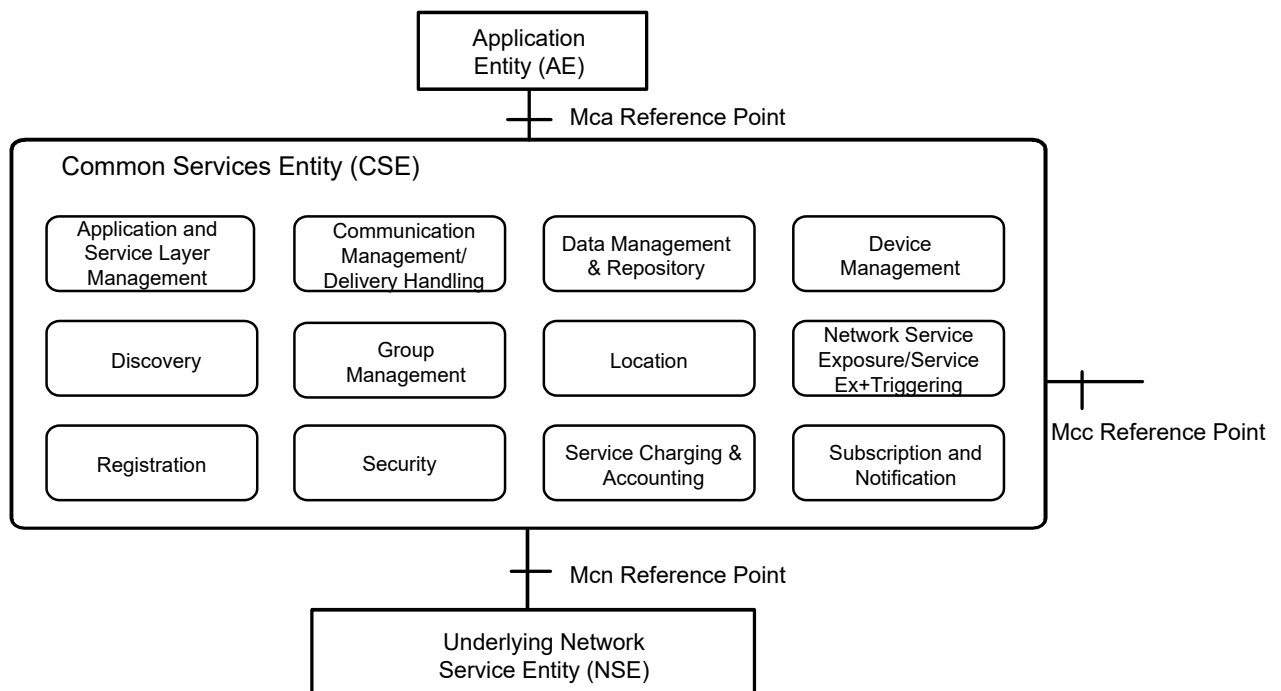 Application
Entity (AE)
Mca Reference Point
Common Services Entity (CSE)
Application and
Service Layer
Management
Communication
Management/
Delivery Handling
Data Management
& Repository
Device
Management
Discovery
Group
Management
Location
Network Service
Exposure/Service
Ex+Triggering
Mcc Reference Point
Registration
Security
Service Charging &
Accounting
Subscription and
Notification
Mcn Reference Point
Underlying Network
Service Entity (NSE)